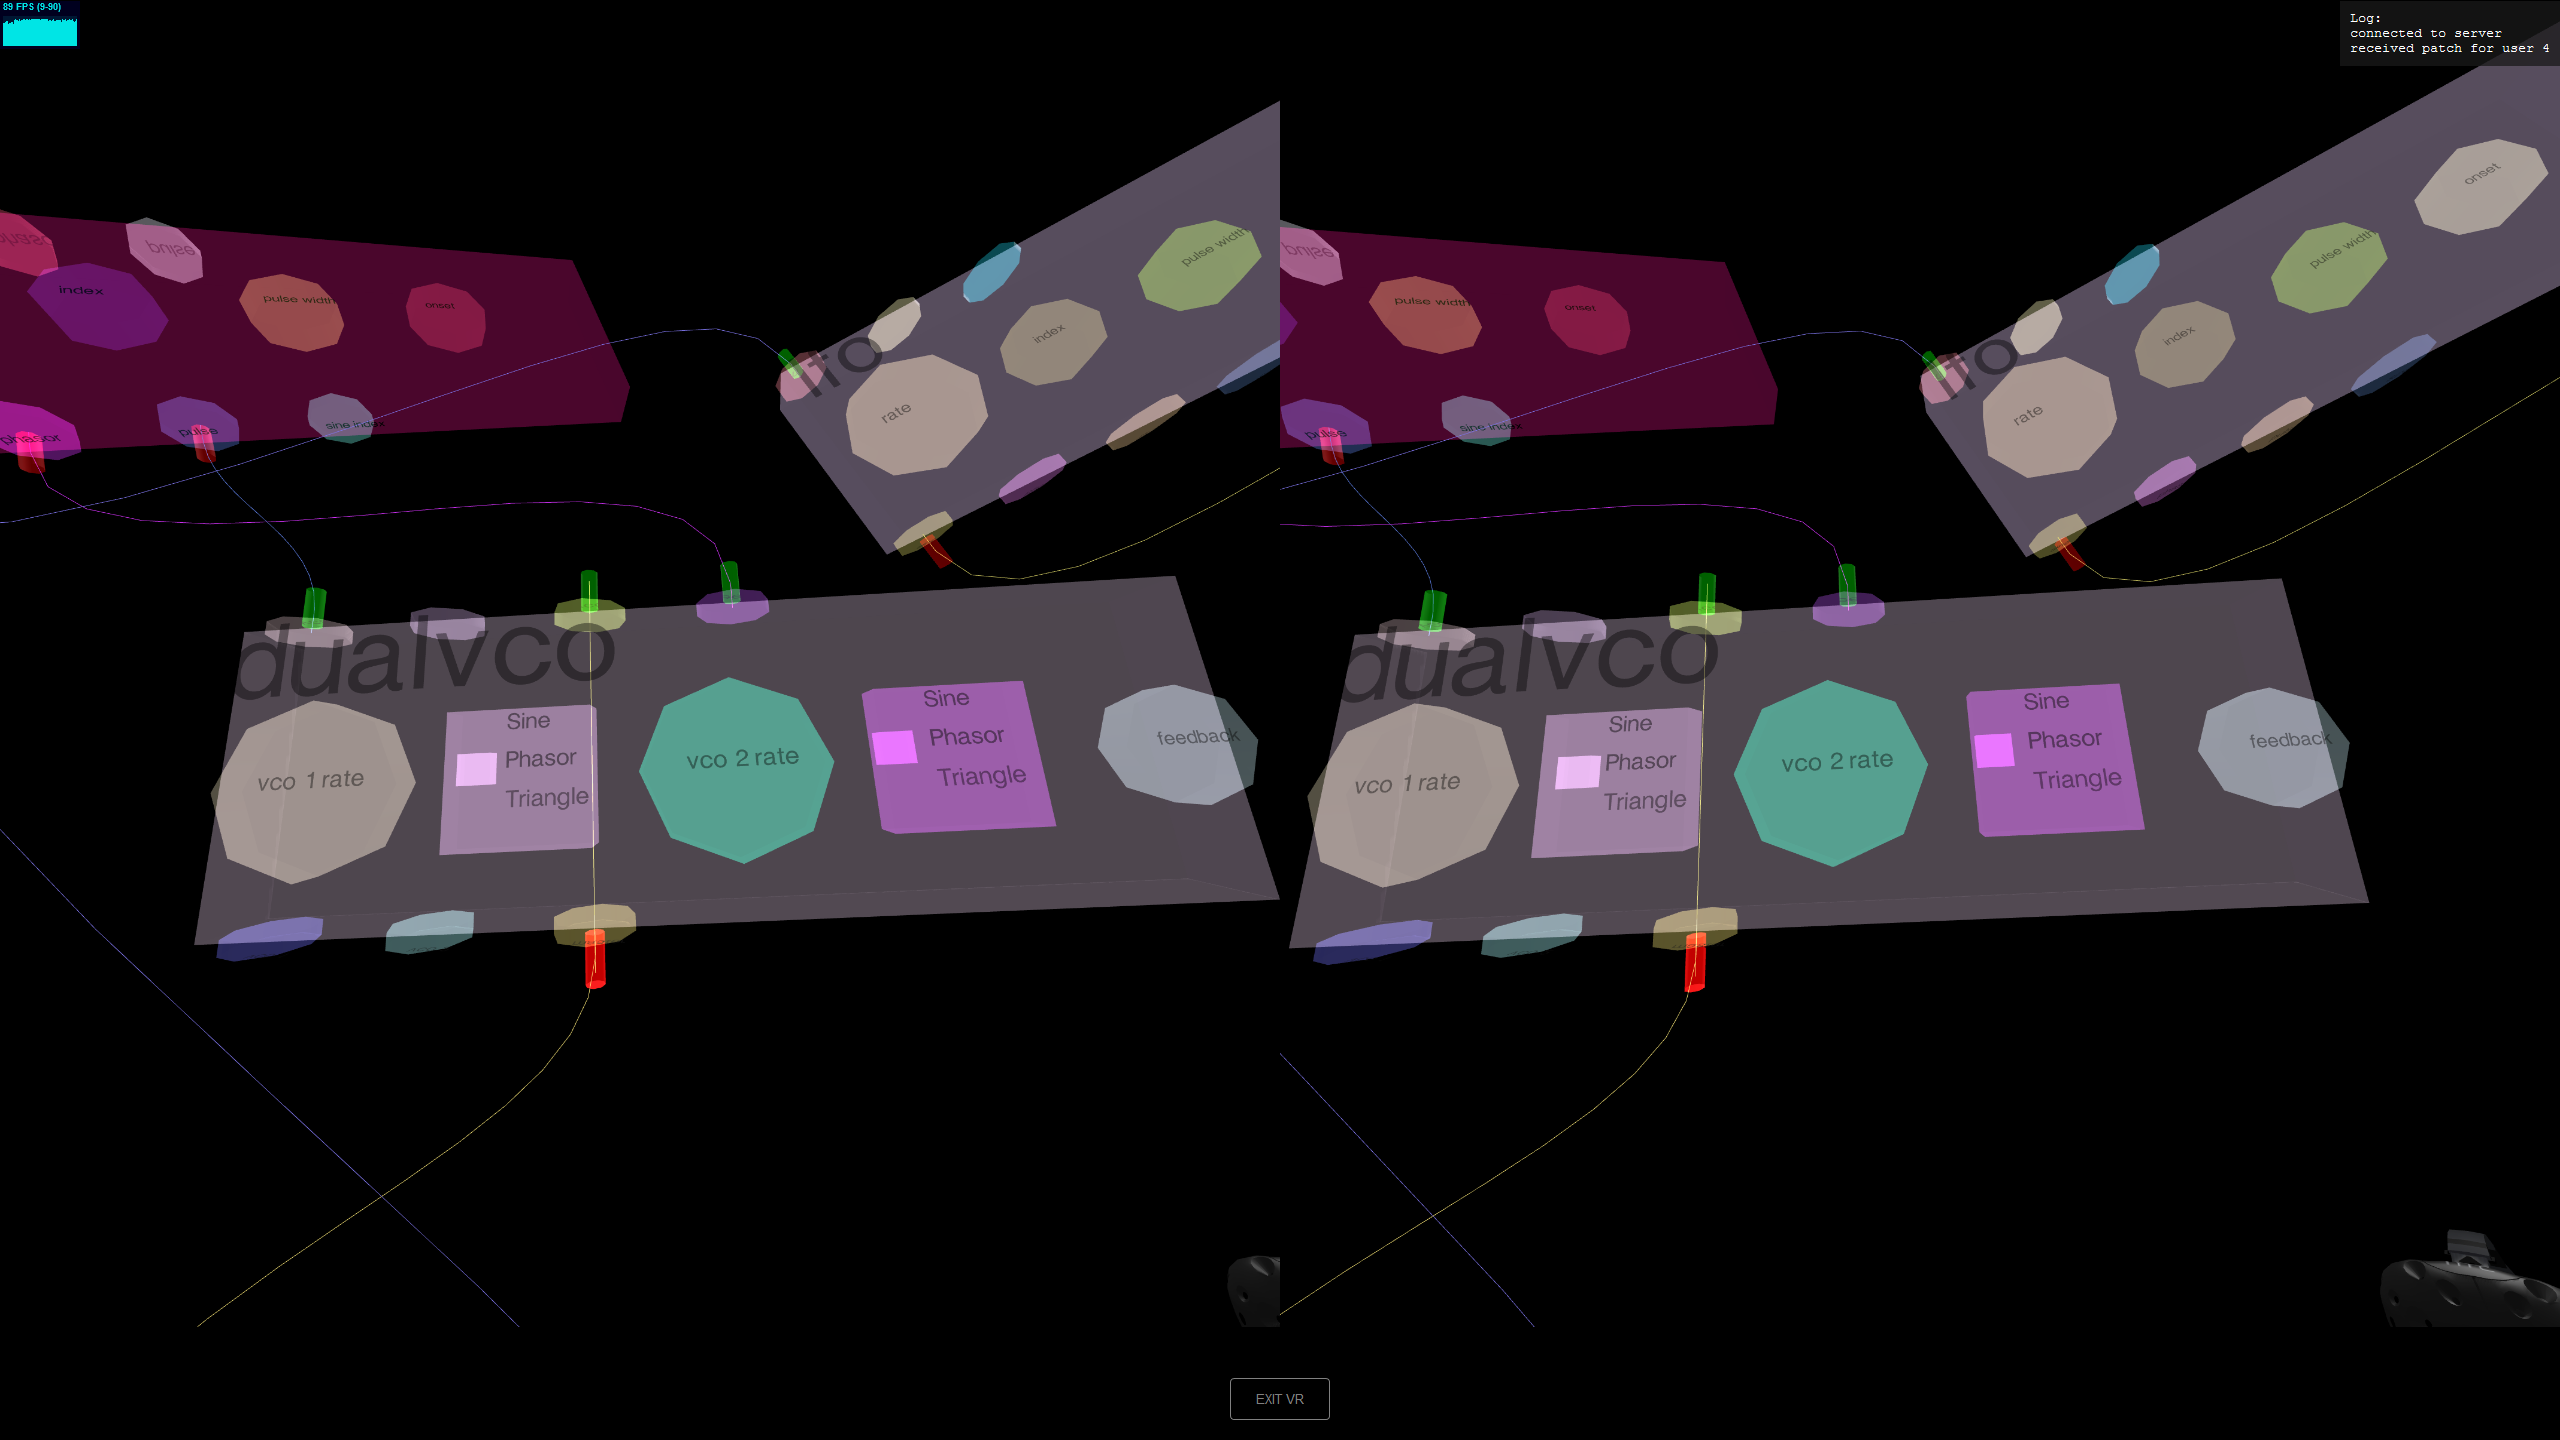 89 FPS (9-90)
Log:
connected to server
received patch for user 4
pulse
index
pulse width
onset
phasor
pulse
sine index
lfo
rate
index
pulse width
dualvco
vco 1 rate
Sine
Phasor
Triangle
vco 2 rate
Sine
Phasor
Triangle
feedback
pulse
pulse width
onset
pulse
sine index
lfo
rate
index
pulse width
onset
dualvco
vco 1 rate
Sine
Phasor
Triangle
vco 2 rate
Sine
Phasor
Triangle
feedback
EXIT VR